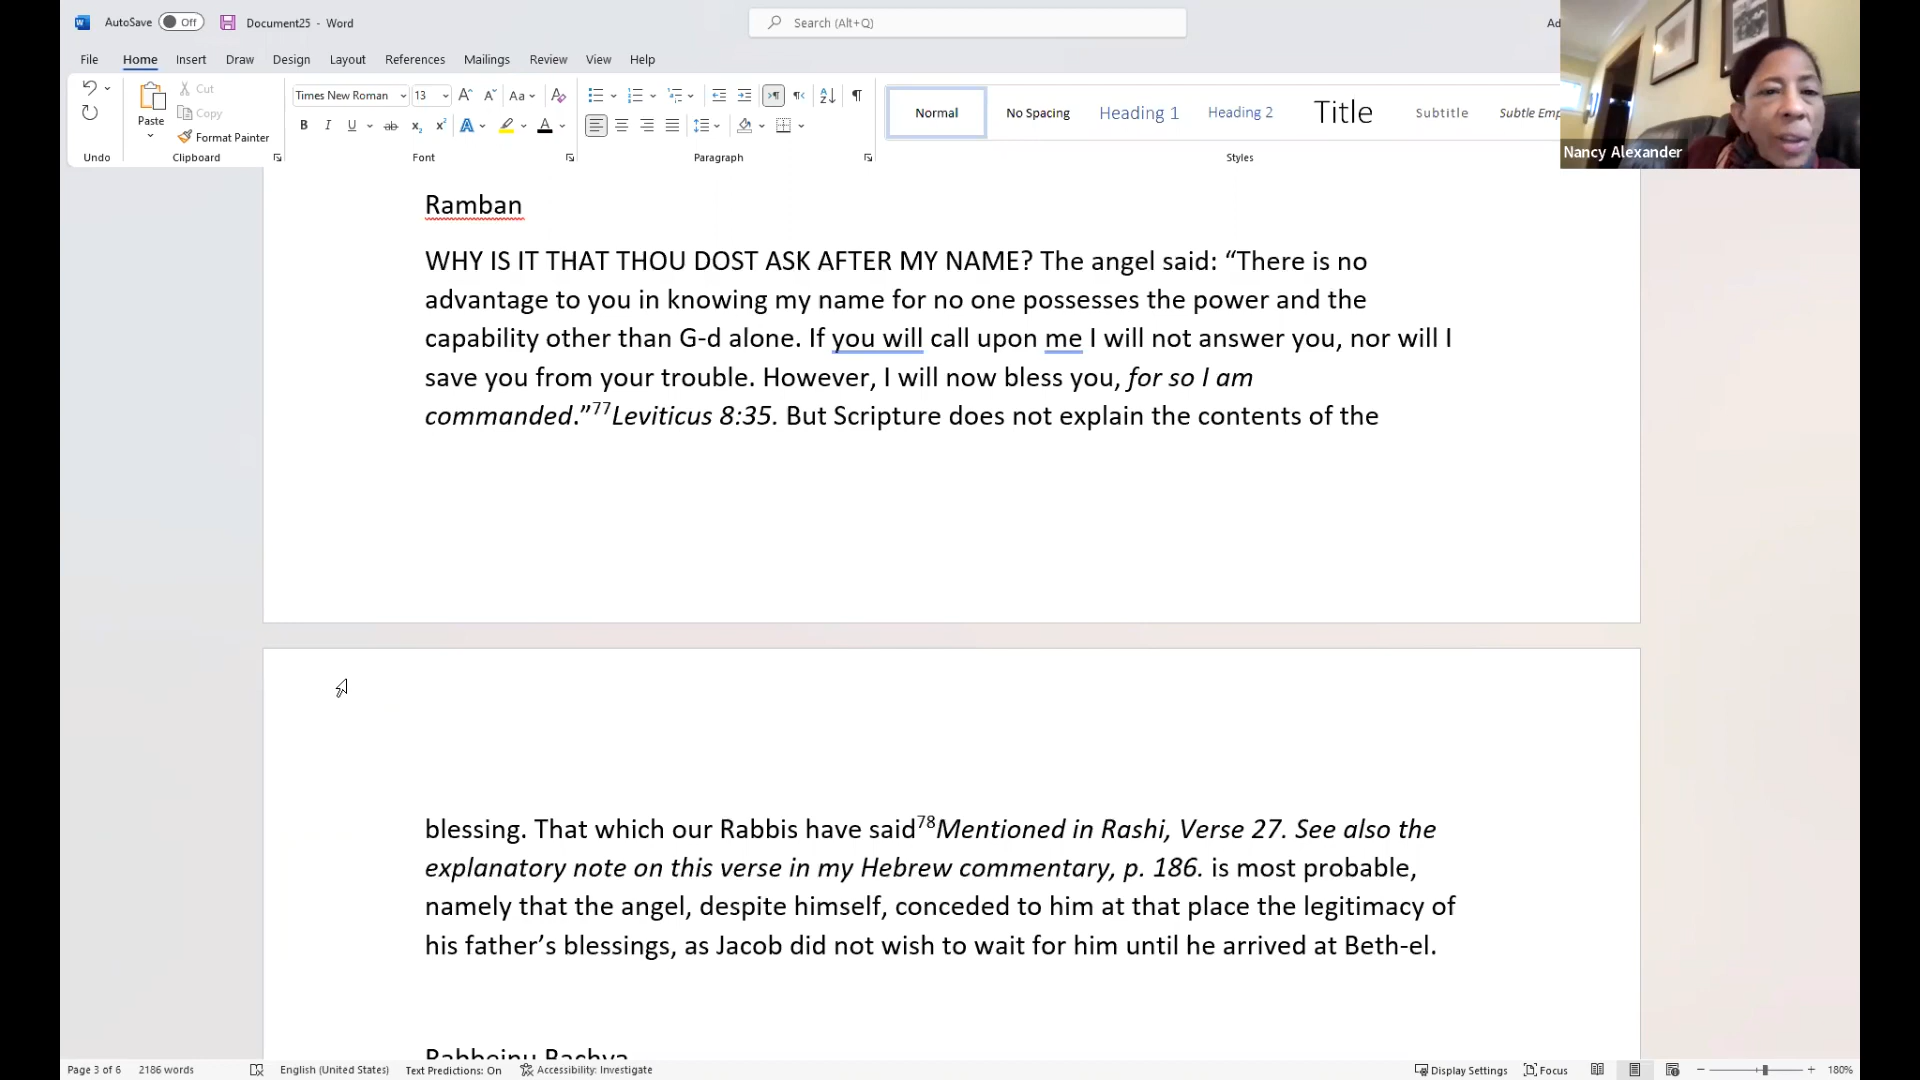 AutoSave Off Document25 - Word Search (Alt+Q) Ad
File Home Insert Draw Design Layout References Mailings Review View Help
Paste Cut Copy Format Painter
Times New Roman 13 Aa
B I U ab x₂ x² A A
Normal No Spacing Heading 1 Heading 2 Title Subtitle Subtle Emp
Nancy Alexander
Undo Clipboard Font Paragraph Styles
Ramban
WHY IS IT THAT THOU DOST ASK AFTER MY NAME? The angel said: “There is no
advantage to you in knowing my name for no one possesses the power and the
capability other than G-d alone. If you will call upon me I will not answer you, nor will I
save you from your trouble. However, I will now bless you, for so I am
commanded.”⁷⁷Leviticus 8:35. But Scripture does not explain the contents of the
blessing. That which our Rabbis have said⁷⁸Mentioned in Rashi, Verse 27. See also the
explanatory note on this verse in my Hebrew commentary, p. 186. is most probable,
namely that the angel, despite himself, conceded to him at that place the legitimacy of
his father’s blessings, as Jacob did not wish to wait for him until he arrived at Beth-el.
Rabbeinu Bachya
Page 3 of 6 2186 words English (United States) Text Predictions: On Accessibility: Investigate Display Settings Focus 180%